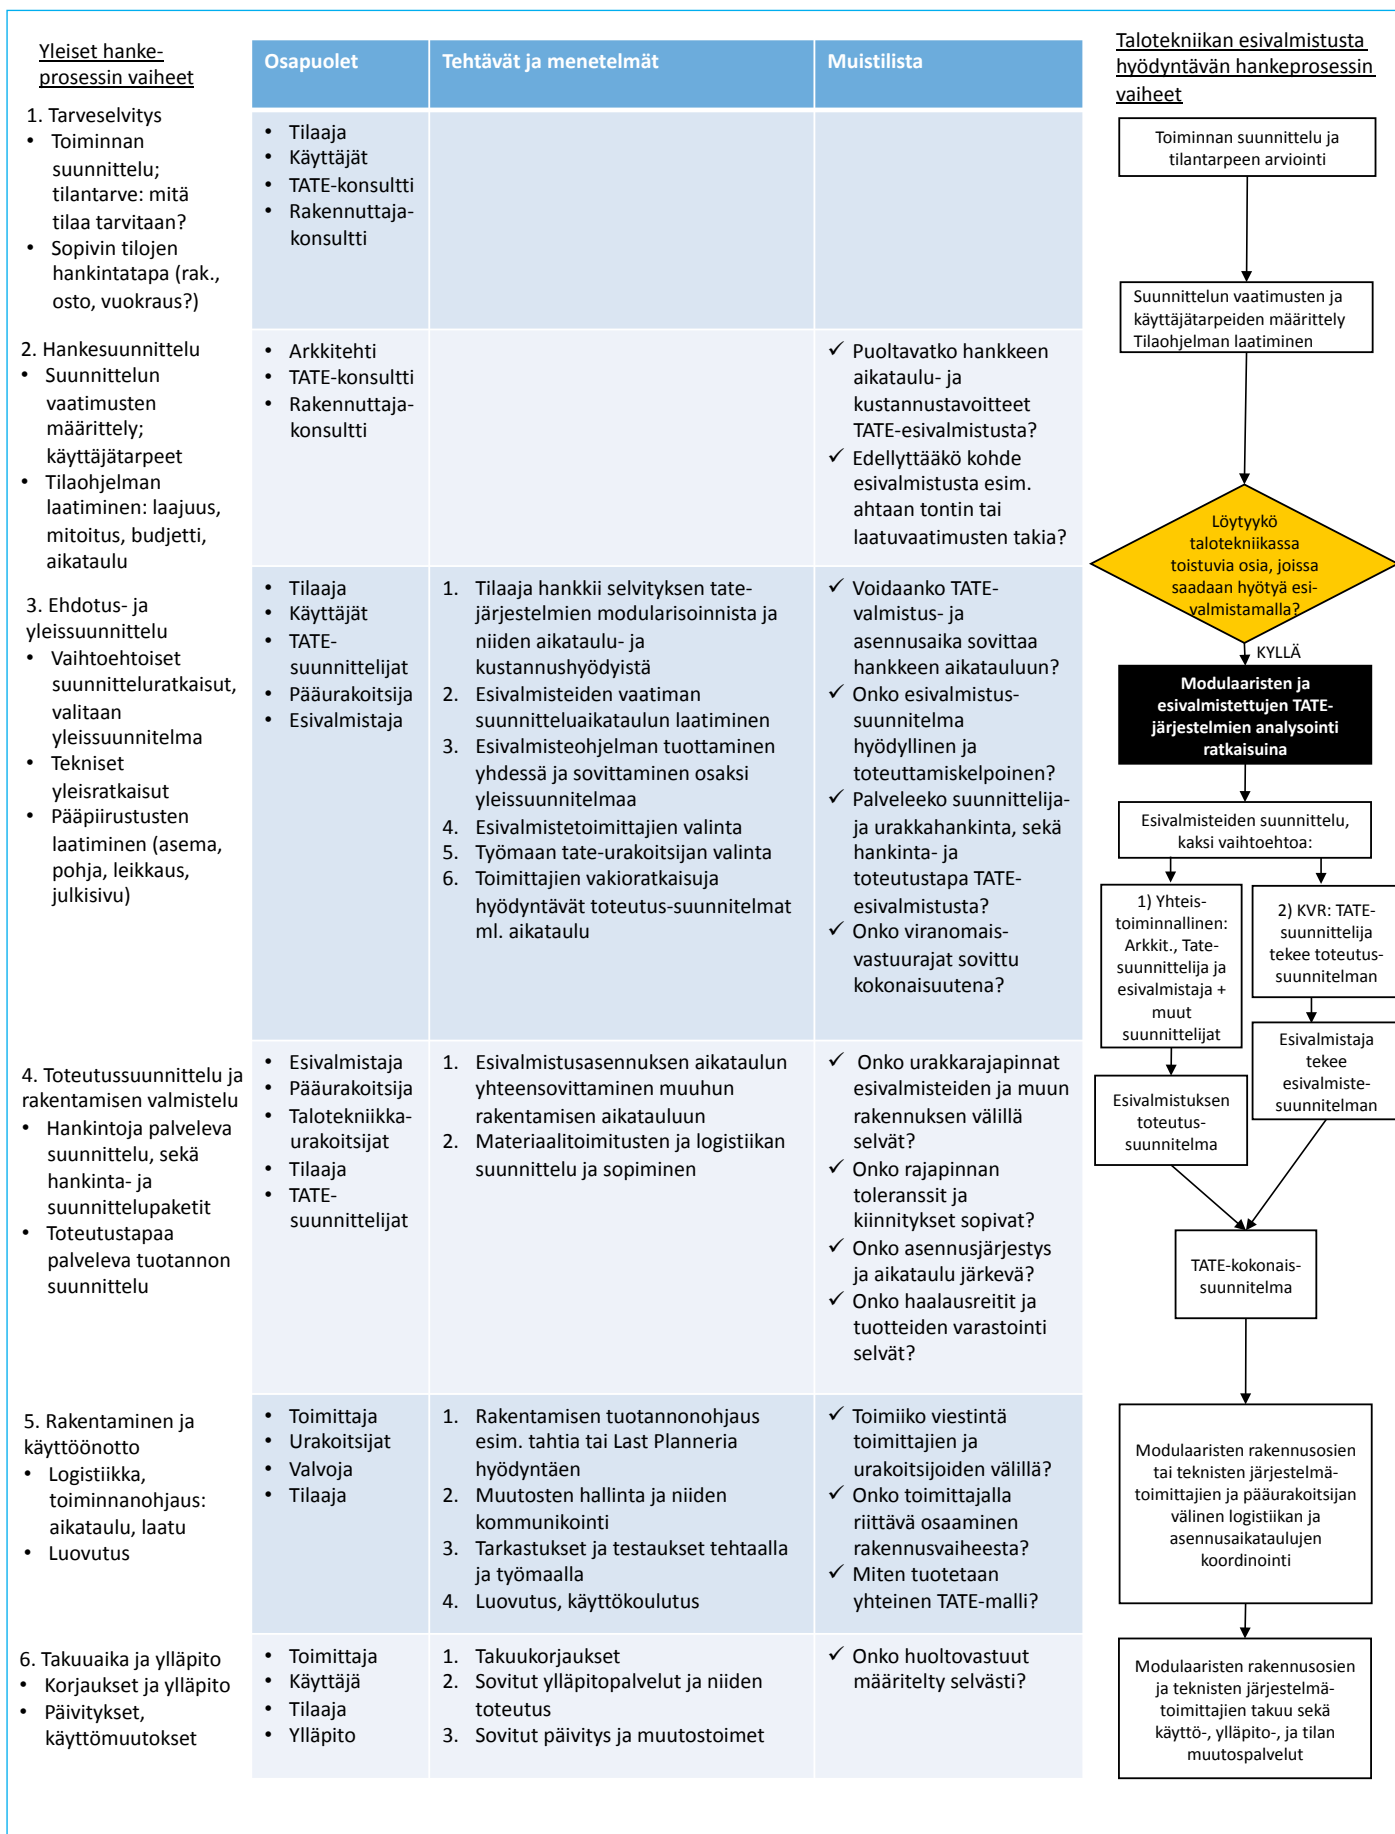 Yleiset hanke-
prosessin vaiheet
1. Tarveselvitys
• Toiminnan
suunnittelu;
tilantarve: mitä
tilaa tarvitaan?
• Sopivin tilojen
hankintatapa (rak.,
osto, vuokraus?)
2. Hankesuunnittelu
• Suunnittelun
vaatimusten
määrittely;
käyttäjätarpeet
• Tilaohjelman
laatiminen: laajuus,
mitoitus, budjetti,
aikataulu
3. Ehdotus- ja
yleissuunnittelu
• Vaihtoehtoiset
suunnitteluratkaisut,
valitaan
yleissuunnitelma
• Tekniset
yleisratkaisut
• Pääpiirustusten
laatiminen (asema,
pohja, leikkaus,
julkisivu)
4. Toteutussuunnittelu ja
rakentamisen valmistelu
• Hankintoja palveleva
suunnittelu, sekä
hankinta- ja
suunnittelupaketit
• Toteutustapaa
palveleva tuotannon
suunnittelu
5. Rakentaminen ja
käyttöönotto
• Logistiikka,
toiminnanohjaus:
aikataulu, laatu
• Luovutus
6. Takuuaika ja ylläpito
• Korjaukset ja ylläpito
• Päivitykset,
käyttömuutokset
Osapuolet
Tehtävät ja menetelmät
Muistilista
• Tilaaja
• Käyttäjät
• TATE-konsultti
• Rakennuttaja-
konsultti
• Arkkitehti
• TATE-konsultti
• Rakennuttaja-
konsultti
✓ Puoltavatko hankkeen
aikataulu- ja
kustannustavoitteet
TATE-esivalmistusta?
✓ Edellyttääkö kohde
esivalmistusta esim.
ahtaan tontin tai
laatuvaatimusten takia?
• Tilaaja
• Käyttäjät
• TATE-
suunnittelijat
• Pääurakoitsija
• Esivalmistaja
1. Tilaaja hankkii selvityksen tate-
järjestelmien modularisoinnista ja
niiden aikataulu- ja
kustannushyödyistä
2. Esivalmisteiden vaatiman
suunnitteluaikataulun laatiminen
3. Esivalmisteohjelman tuottaminen
yhdessä ja sovittaminen osaksi
yleissuunnitelmaa
4. Esivalmistetoimittajien valinta
5. Työmaan tate-urakoitsijan valinta
6. Toimittajien vakioratkaisuja
hyödyntävät toteutus-suunnitelmat
ml. aikataulu
✓ Voidaanko TATE-
valmistus- ja
asennusaika sovittaa
hankkeen aikatauluun?
✓ Onko esivalmistus-
suunnitelma
hyödyllinen ja
toteuttamiskelpoinen?
✓ Palveleeko suunnittelija-
ja urakkahankinta, sekä
hankinta- ja
toteutustapa TATE-
esivalmistusta?
✓ Onko viranomais-
vastuurajat sovittu
kokonaisuutena?
• Esivalmistaja
• Pääurakoitsija
• Talotekniikka-
urakoitsijat
• Tilaaja
• TATE-
suunnittelijat
1. Esivalmistusasennuksen aikataulun
yhteensovittaminen muuhun
rakentamisen aikatauluun
2. Materiaalitoimitusten ja logistiikan
suunnittelu ja sopiminen
✓ Onko urakkarajapinnat
esivalmisteiden ja muun
rakennuksen välillä
selvät?
✓ Onko rajapinnan
toleranssit ja
kiinnitykset sopivat?
✓ Onko asennusjärjestys
ja aikataulu järkevä?
✓ Onko haalausreitit ja
tuotteiden varastointi
selvät?
• Toimittaja
• Urakoitsijat
• Valvoja
• Tilaaja
1. Rakentamisen tuotannonohjaus
esim. tahtia tai Last Planneria
hyödyntäen
2. Muutosten hallinta ja niiden
kommunikointi
3. Tarkastukset ja testaukset tehtaalla
ja työmaalla
4. Luovutus, käyttökoulutus
✓ Toimiiko viestintä
toimittajien ja
urakoitsijoiden välillä?
✓ Onko toimittajalla
riittävä osaaminen
rakennusvaiheesta?
✓ Miten tuotetaan
yhteinen TATE-malli?
• Toimittaja
• Käyttäjä
• Tilaaja
• Ylläpito
1. Takuukorjaukset
2. Sovitut ylläpitopalvelut ja niiden
toteutus
3. Sovitut päivitys ja muutostoimet
✓ Onko huoltovastuut
määritelty selvästi?
Talotekniikan esivalmistusta
hyödyntävän hankeprosessin
vaiheet
Toiminnan suunnittelu ja
tilantarpeen arviointi
Suunnittelun vaatimusten ja
käyttäjätarpeiden määrittely
Tilaohjelman laatiminen
Löytyykö
talotekniikassa
toistuvia osia, joissa
saadaan hyötyä esi-
valmistamalla?
KYLLÄ
Modulaaristen ja
esivalmistettujen TATE-
järjestelmien analysointi
ratkaisuina
Esivalmisteiden suunnittelu,
kaksi vaihtoehtoa:
1) Yhteis-
toiminnallinen:
Arkkit., Tate-
suunnittelija ja
esivalmistaja +
muut
suunnittelijat
2) KVR: TATE-
suunnittelija
tekee toteutus-
suunnitelman
Esivalmistaja
tekee
esivalmiste-
suunnitelman
Esivalmistuksen
toteutus-
suunnitelma
TATE-kokonais-
suunnitelma
Modulaaristen rakennusosien
tai teknisten järjestelmä-
toimittajien ja pääurakoitsijan
välinen logistiikan ja
asennusaikataulujen
koordinointi
Modulaaristen rakennusosien
ja teknisten järjestelmä-
toimittajien takuu sekä
käyttö-, ylläpito-, ja tilan
muutospalvelut